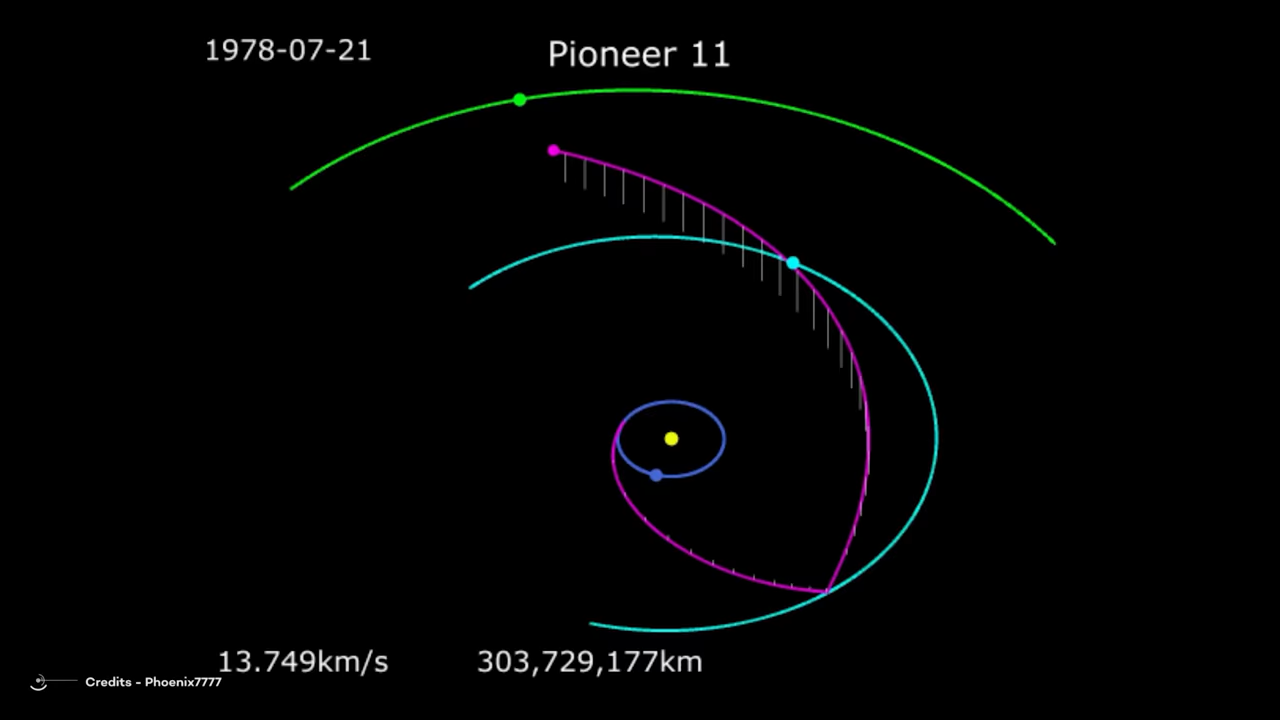 1978-07-21
Pioneer 11
13.749km/s
303,729,177km
Credits - Phoenix7777